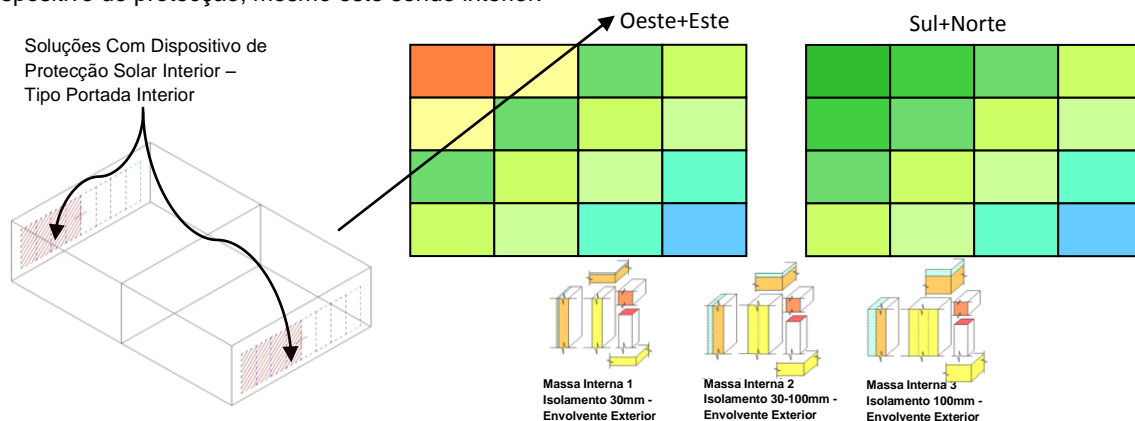 dispositivo de protecção, mesmo este sendo interior.
Soluções Com Dispositivo de
Protecção Solar Interior –
Tipo Portada Interior
Oeste+Este
Sul+Norte
Massa Interna 1
Isolamento 30mm -
Envolvente Exterior
Massa Interna 2
Isolamento 30-100mm -
Envolvente Exterior
Massa Interna 3
Isolamento 100mm -
Envolvente Exterior